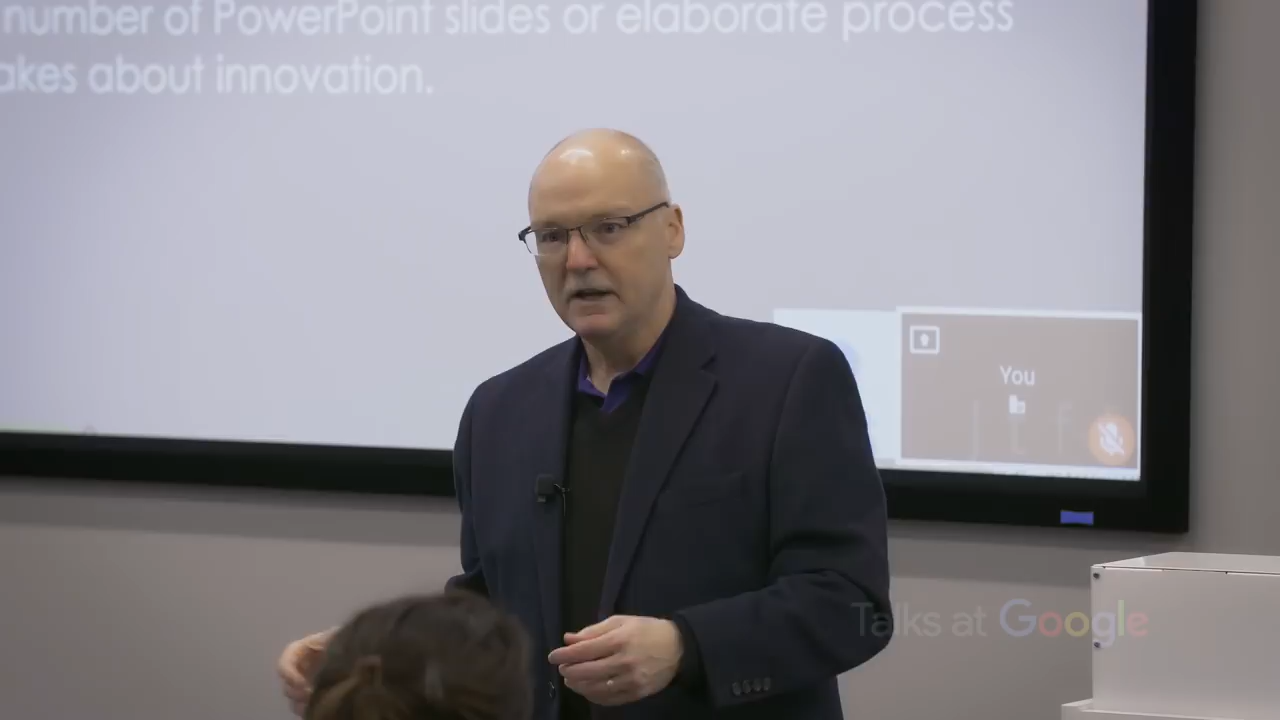 number of PowerPoint slides or elaborate process
akes about innovation.
You
Talks at Google